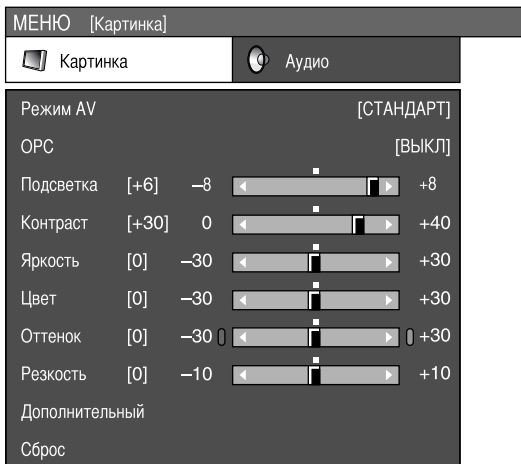 МЕНЮ [Картинка]
Картинка Аудио
Режим AV [СТАНДАРТ]
OPC [ВЫКЛ]
Подсветка [+6] –8 +8
Контраст [+30] 0 +40
Яркость [0] –30 +30
Цвет [0] –30 +30
Оттенок [0] –30 +30
Резкость [0] –10 +10
Дополнительный
Сброс